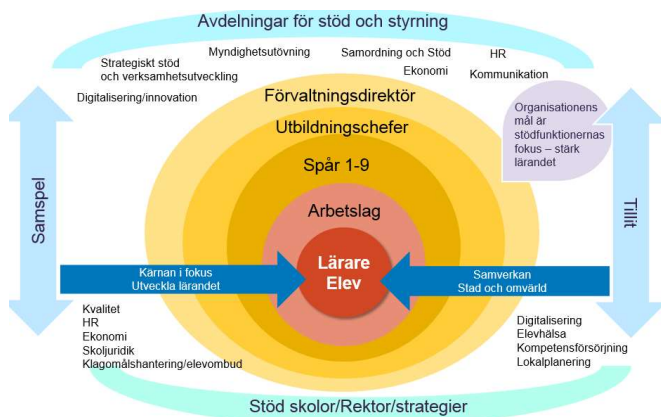 Avdelningar för stöd och styrning
Myndighetsutövning
Samordning och Stöd
HR
Strategiskt stöd
och verksamhetsutveckling
Ekonomi
Kommunikation
Digitalisering/innovation
Förvaltningsdirektör
Organisationens
mål är
stödfunktionernas
fokus – stärk
lärandet
Utbildningschefer
Spår 1-9
Arbetslag
Samspel
Tillit
Lärare
Elev
Kärnan i fokus
Utveckla lärandet
Samverkan
Stad och omvärld
Kvalitet
HR
Ekonomi
Skoljuridik
Klagomålshantering/elevombud
Digitalisering
Elevhälsa
Kompetensförsörjning
Lokalplanering
Stöd skolor/Rektor/strategier